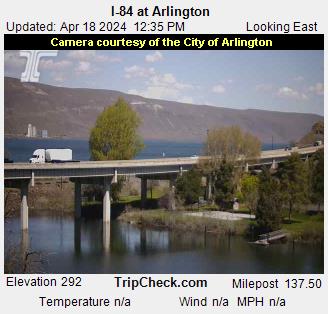 I-84 at Arlington
Updated: Apr 18 2024 12:35 PM Looking East
Camera courtesy of the City of Arlington
Elevation 292 TripCheck.com Milepost 137.50
Temperature n/a Wind n/a MPH n/a